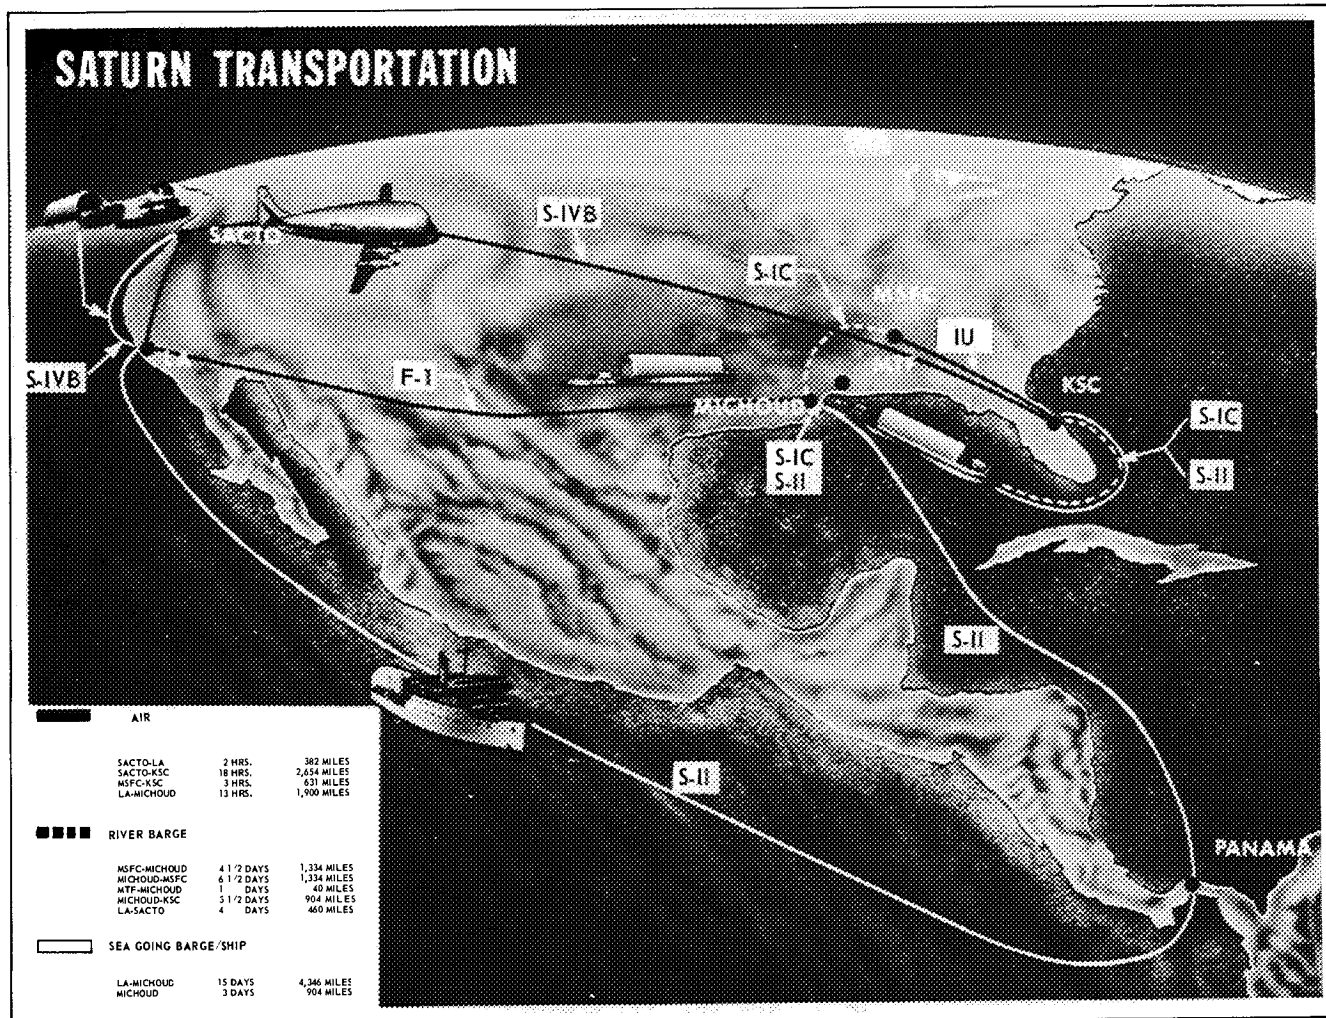 SATURN TRANSPORTATION
S-IVB
SACTO
S-IC
MSFC
IU
S-IVB
F-1
KSC
MICHOUD
S-IC
S-IC
S-II
S-II
S-II
S-II
PANAMA
AIR
SACTO-LA 2 HRS. 382 MILES
SACTO-KSC 18 HRS. 2,654 MILES
MSFC-KSC 3 HRS. 631 MILES
LA-MICHOUD 13 HRS. 1,900 MILES
RIVER BARGE
MSFC-MICHOUD 4 1/2 DAYS 1,334 MILES
MICHOUD-MSFC 6 1/2 DAYS 1,334 MILES
MTF-MICHOUD 1 DAYS 40 MILES
MICHOUD-KSC 3 1/2 DAYS 904 MILES
LA-SACTO 4 DAYS 460 MILES
SEA GOING BARGE/SHIP
LA-MICHOUD 15 DAYS 4,346 MILES
MICHOUD 3 DAYS 904 MILES